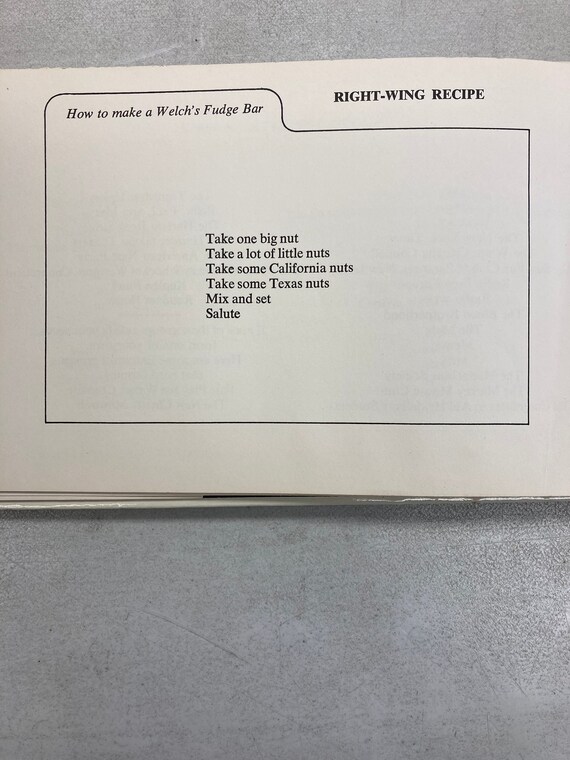 How to make a Welch's Fudge Bar
RIGHT-WING RECIPE
Take one big nut
Take a lot of little nuts
Take some California nuts
Take some Texas nuts
Mix and set
Salute